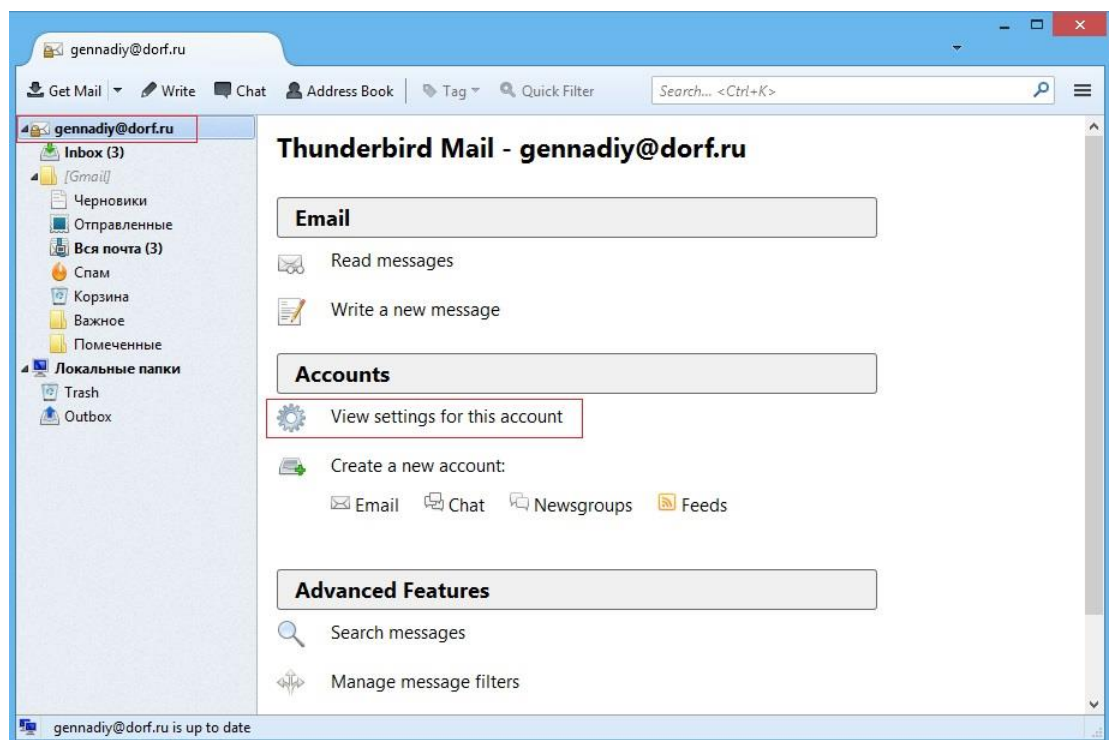 gennadiy@dorf.ru
Get Mail Write Chat Address Book Tag Quick Filter Search... <Ctrl+K>
gennadiy@dorf.ru
Inbox (3)
[Gmail]
Черновики
Отправленные
Вся почта (3)
Спам
Корзина
Важное
Помеченные
Локальные папки
Trash
Outbox
Thunderbird Mail - gennadiy@dorf.ru
Email
Read messages
Write a new message
Accounts
View settings for this account
Create a new account:
Email Chat Newsgroups Feeds
Advanced Features
Search messages
Manage message filters
gennadiy@dorf.ru is up to date